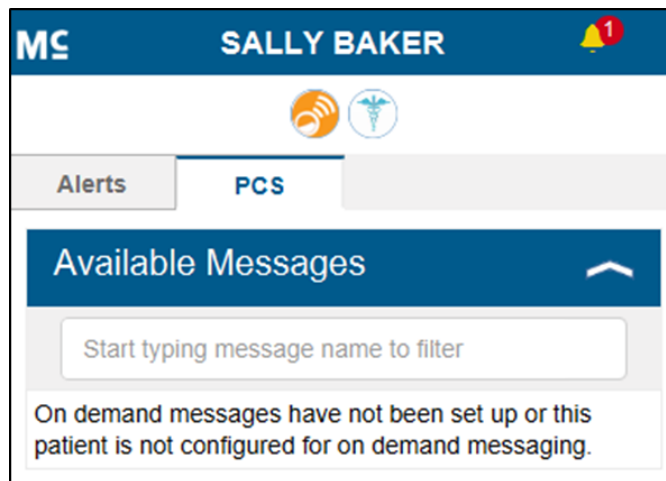 Mc SALLY BAKER 1
Alerts PCS
Available Messages
Start typing message name to filter
On demand messages have not been set up or this
patient is not configured for on demand messaging.